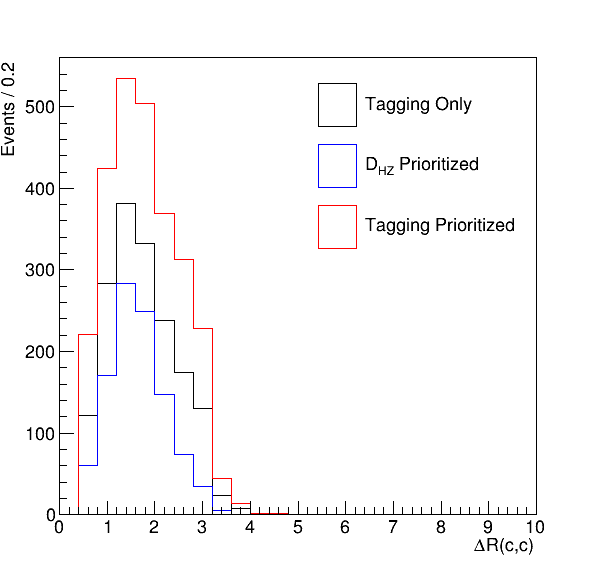 Events / 0.2
500
400
300
200
100
0
Tagging Only
D_HZ Prioritized
Tagging Prioritized
0 1 2 3 4 5 6 7 8 9 10
ΔR(c,c)